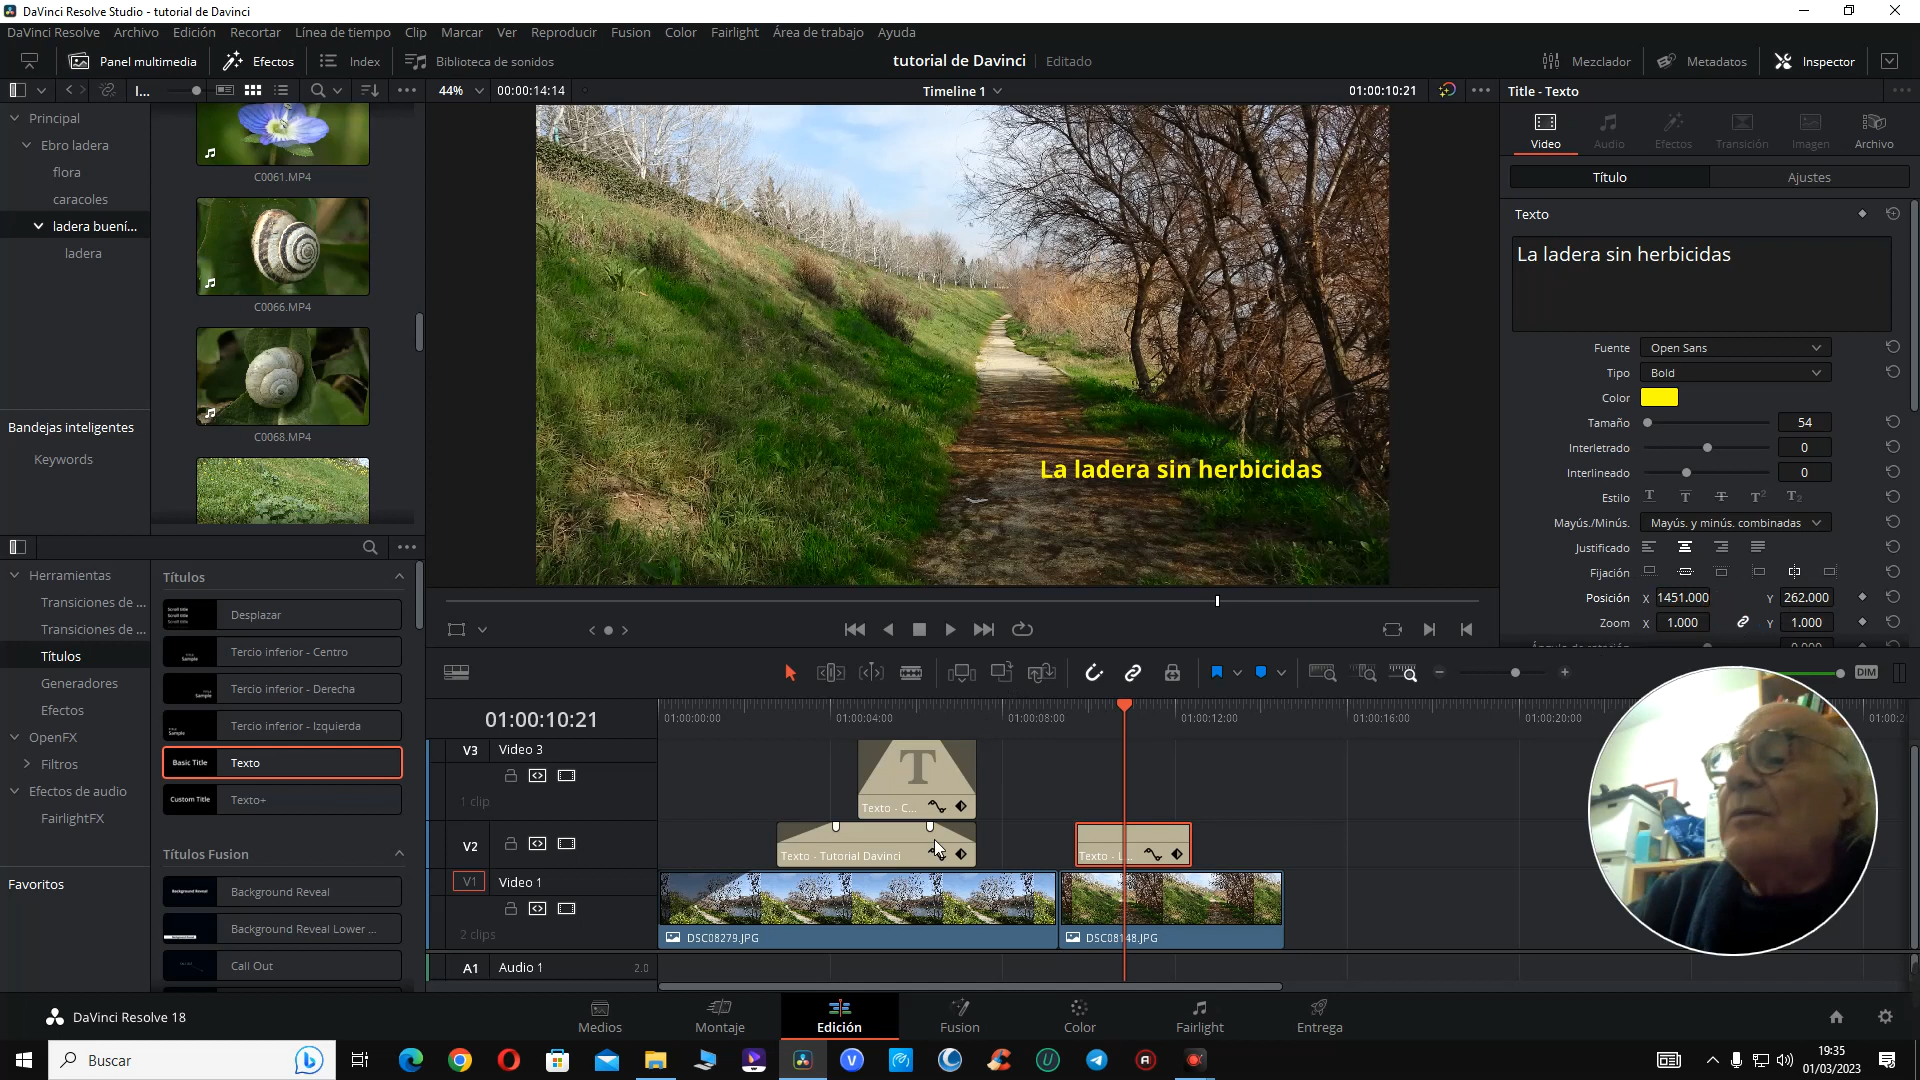 DaVinci Resolve Studio - tutorial de Davinci
DaVinci Resolve Archivo Edición Recortar Línea de tiempo Clip Marcar Ver Reproducir Fusion Color Fairlight Área de trabajo Ayuda
Panel multimedia Efectos Index Biblioteca de sonidos tutorial de Davinci Editado Mezclador Metadatos Inspector
I... 44% 00:00:14:14 Timeline 1 01:00:10:21 Title - Texto
Principal
Ebro ladera
flora
caracoles
ladera buení...
ladera
Bandejas inteligentes
Keywords
C0061.MP4
C0066.MP4
C0068.MP4
La ladera sin herbicidas
Video Audio Efectos Transición Imagen Archivo
Título Ajustes
Texto
La ladera sin herbicidas
Fuente Open Sans
Tipo Bold
Color
Tamaño 54
Interletrado 0
Interlineado 0
Estilo T T T T² T₂
Mayús./Minús. Mayús. y minús. combinadas
Justificado
Fijación
Posición X 1451.000 Y 262.000
Zoom X 1.000 Y 1.000
Herramientas
Transiciones de ...
Transiciones de ...
Títulos
Generadores
Efectos
OpenFX
Filtros
Efectos de audio
FairlightFX
Favoritos
Títulos
Desplazar
Tercio inferior - Centro
Tercio inferior - Derecha
Tercio inferior - Izquierda
Basic Title Texto
Custom Title Texto+
Títulos Fusion
Background Reveal
Background Reveal Lower ...
Call Out
DIM
01:00:10:21
01:00:00:00 01:00:04:00 01:00:08:00 01:00:12:00 01:00:16:00 01:00:20:00
V3 Video 3
1 clip
T
Texto - C...
V2
Texto - Tutorial Davinci
Texto - L...
V1 Video 1
2 clips
DSC08279.JPG
DSC08148.JPG
A1 Audio 1 2.0
DaVinci Resolve 18
Medios Montaje Edición Fusion Color Fairlight Entrega
Buscar
19:35
01/03/2023